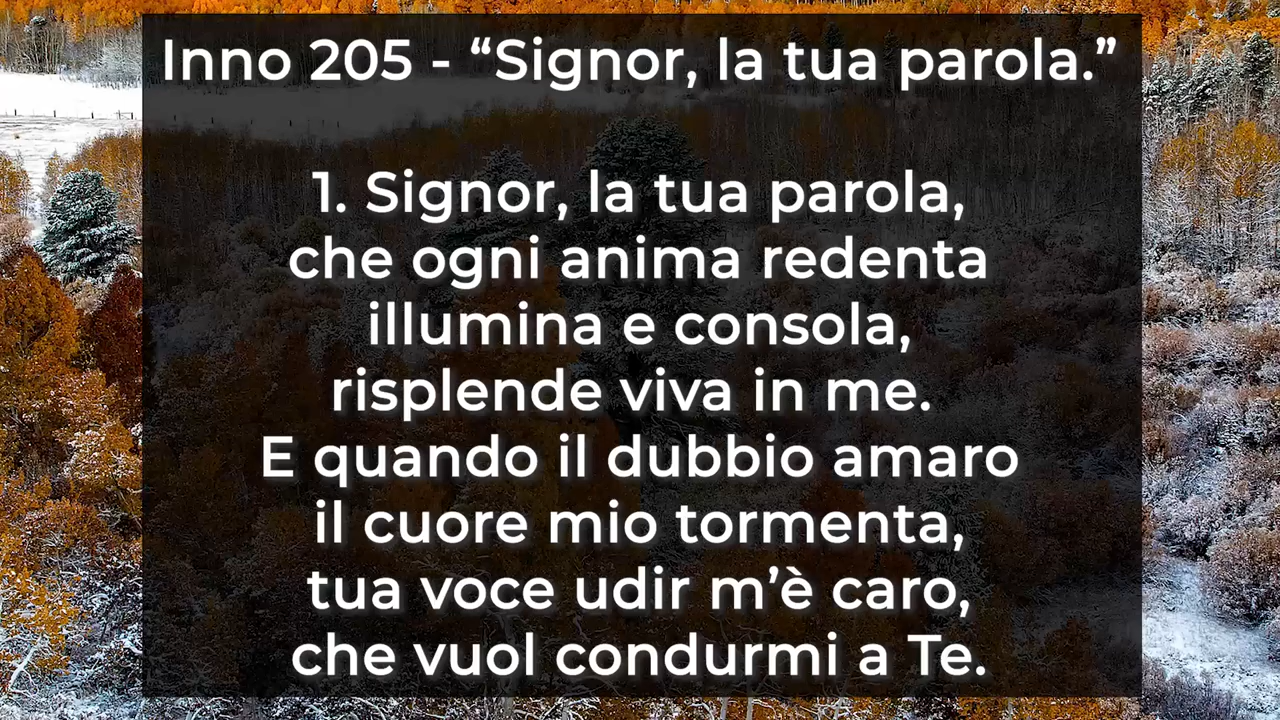 Inno 205 - “Signor, la tua parola.”
1. Signor, la tua parola,
che ogni anima redenta
illumina e consola,
risplende viva in me.
E quando il dubbio amaro
il cuore mio tormenta,
tua voce udir m’è caro,
che vuol condurmi a Te.